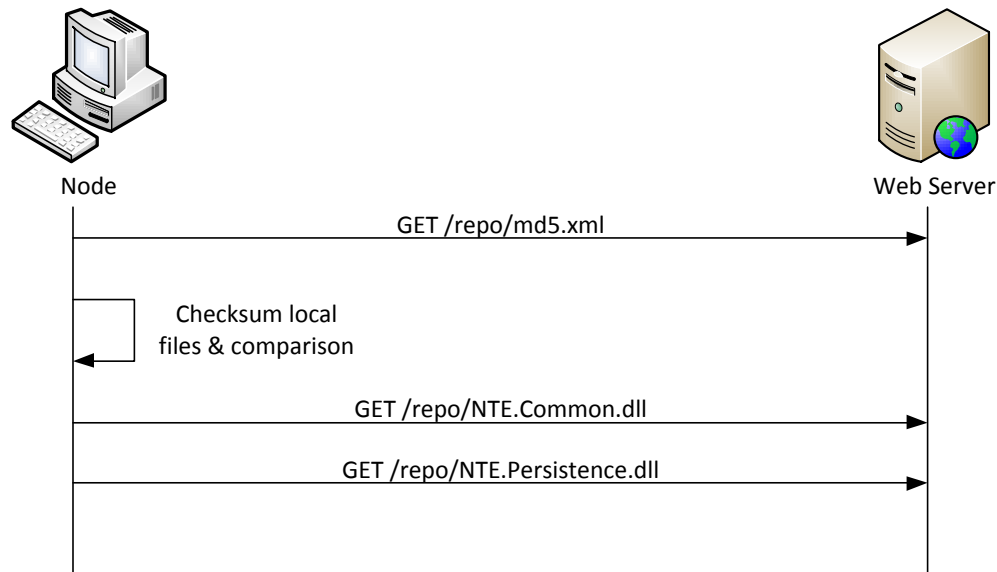 Node
Web Server
GET /repo/md5.xml
Checksum local
files & comparison
GET /repo/NTE.Common.dll
GET /repo/NTE.Persistence.dll